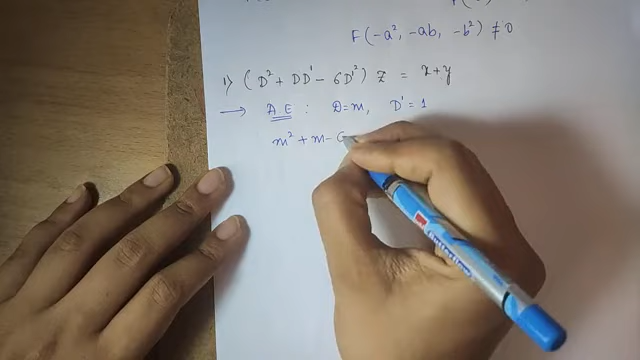 F(-a², -ab, -b²) ≠ 0
1) (D² + DD' - 6D'²) z = x+y
→ A E : D=m, D' = 1
m² + m - 6